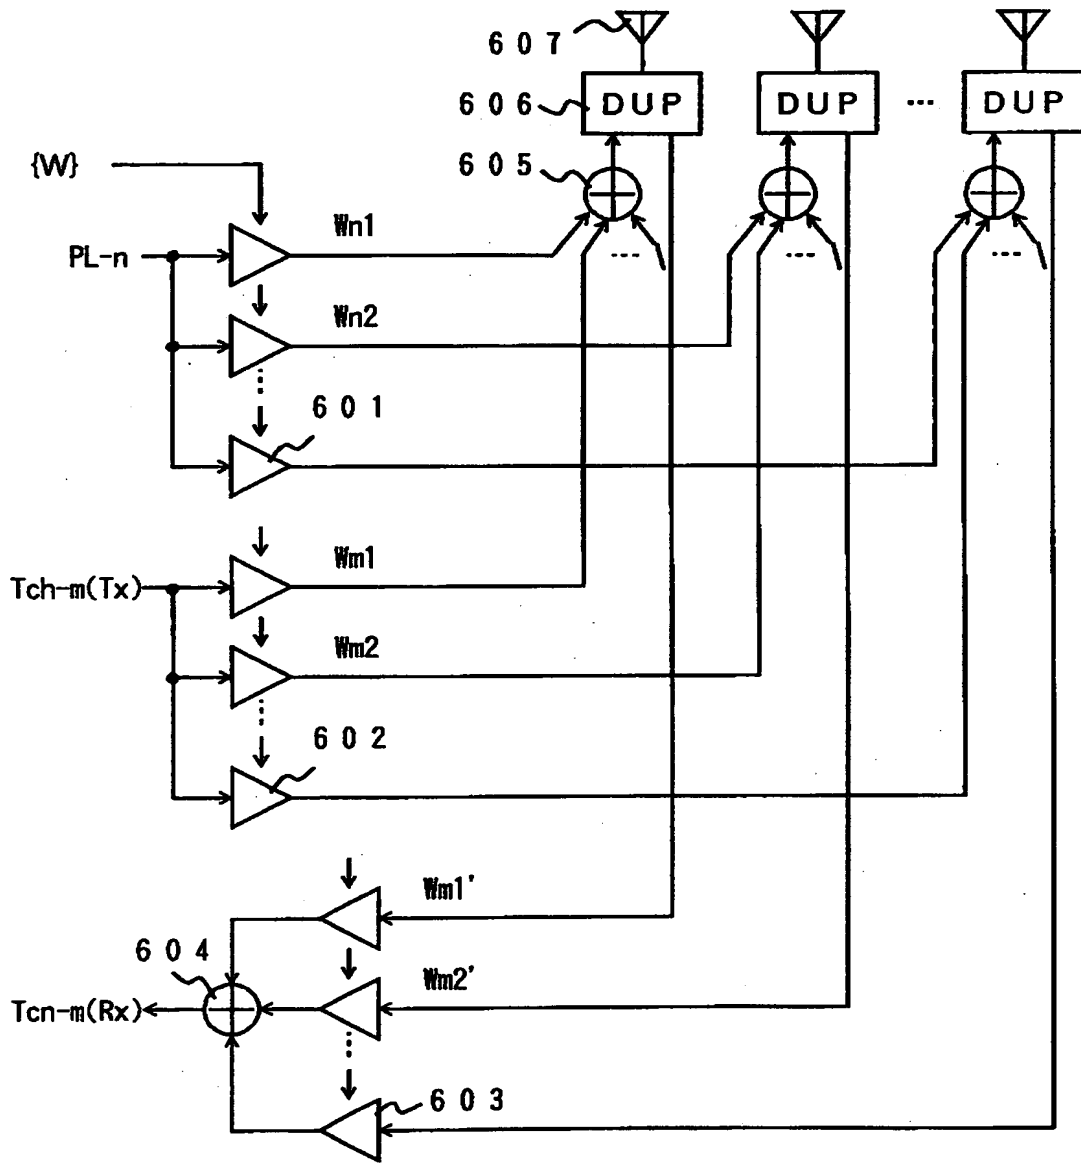 607
606 DUP DUP ... DUP
{W}
605
Wn1
PL-n
... ... ...
Wn2
601
Wm1
Tch-m(Tx)
Wm2
602
Wm1'
604
Wm2'
Tcn-m(Rx)
603